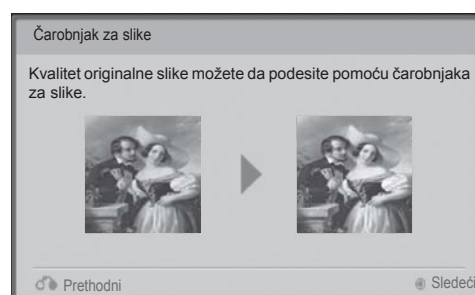 Čarobnjak za slike
Kvalitet originalne slike možete da podesite pomoću čarobnjaka
za slike.
Prethodni
Sledeći